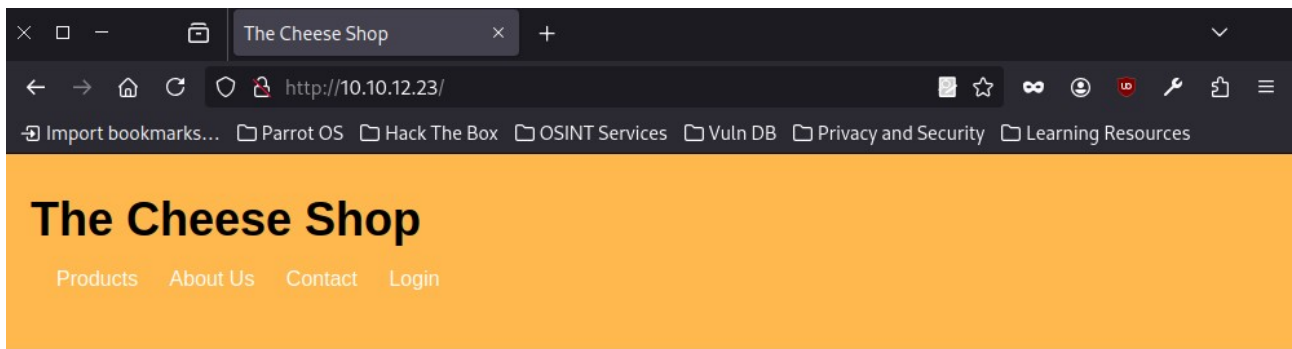 The Cheese Shop
http://10.10.12.23/
Import bookmarks... Parrot OS Hack The Box OSINT Services Vuln DB Privacy and Security Learning Resources
The Cheese Shop
Products About Us Contact Login